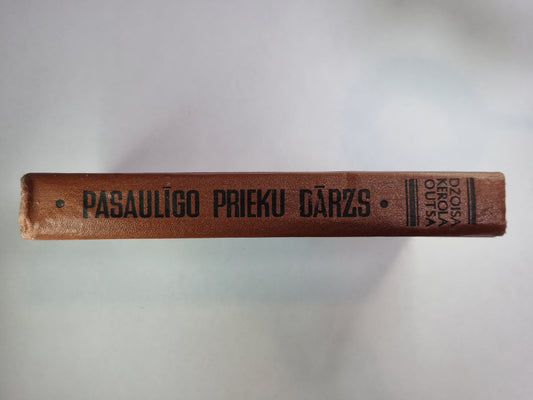 · PASAULĪGO PRIEKU DĀRZS ·
DŽOISA
KEROLA
OUTSA